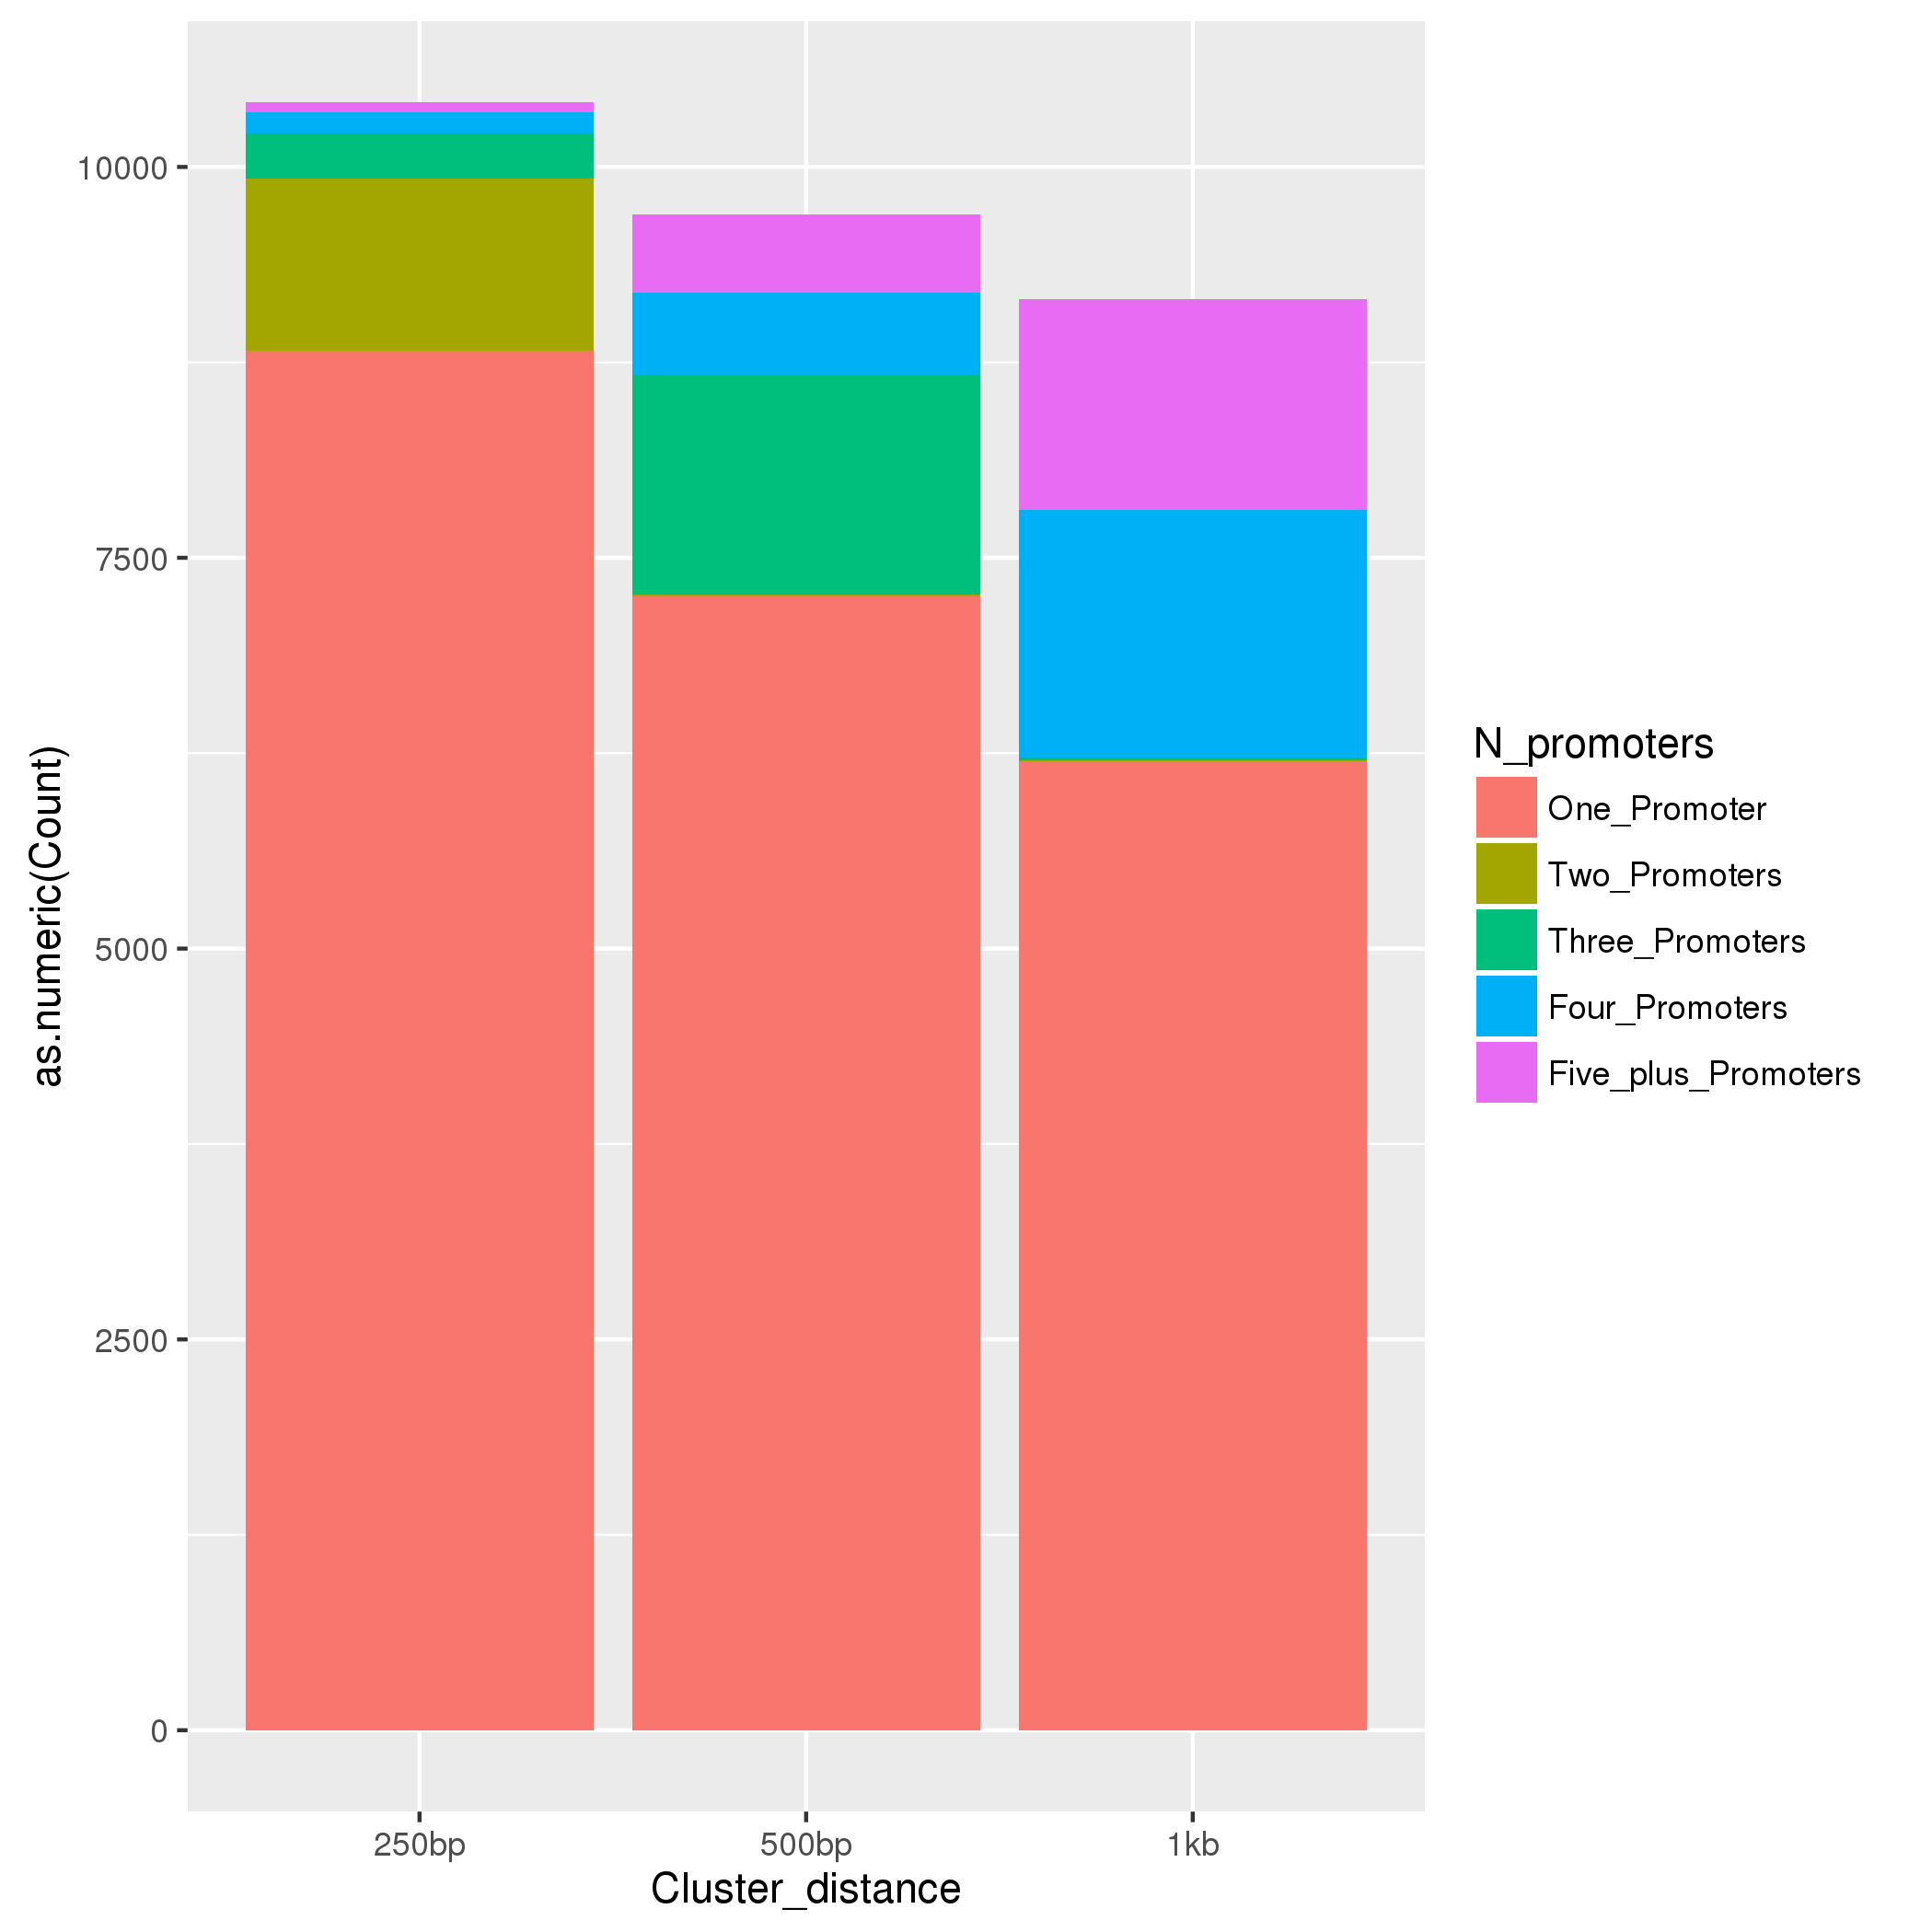 as.numeric(Count)
10000
7500
5000
2500
0
250bp
500bp
1kb
Cluster_distance
N_promoters
One_Promoter
Two_Promoters
Three_Promoters
Four_Promoters
Five_plus_Promoters